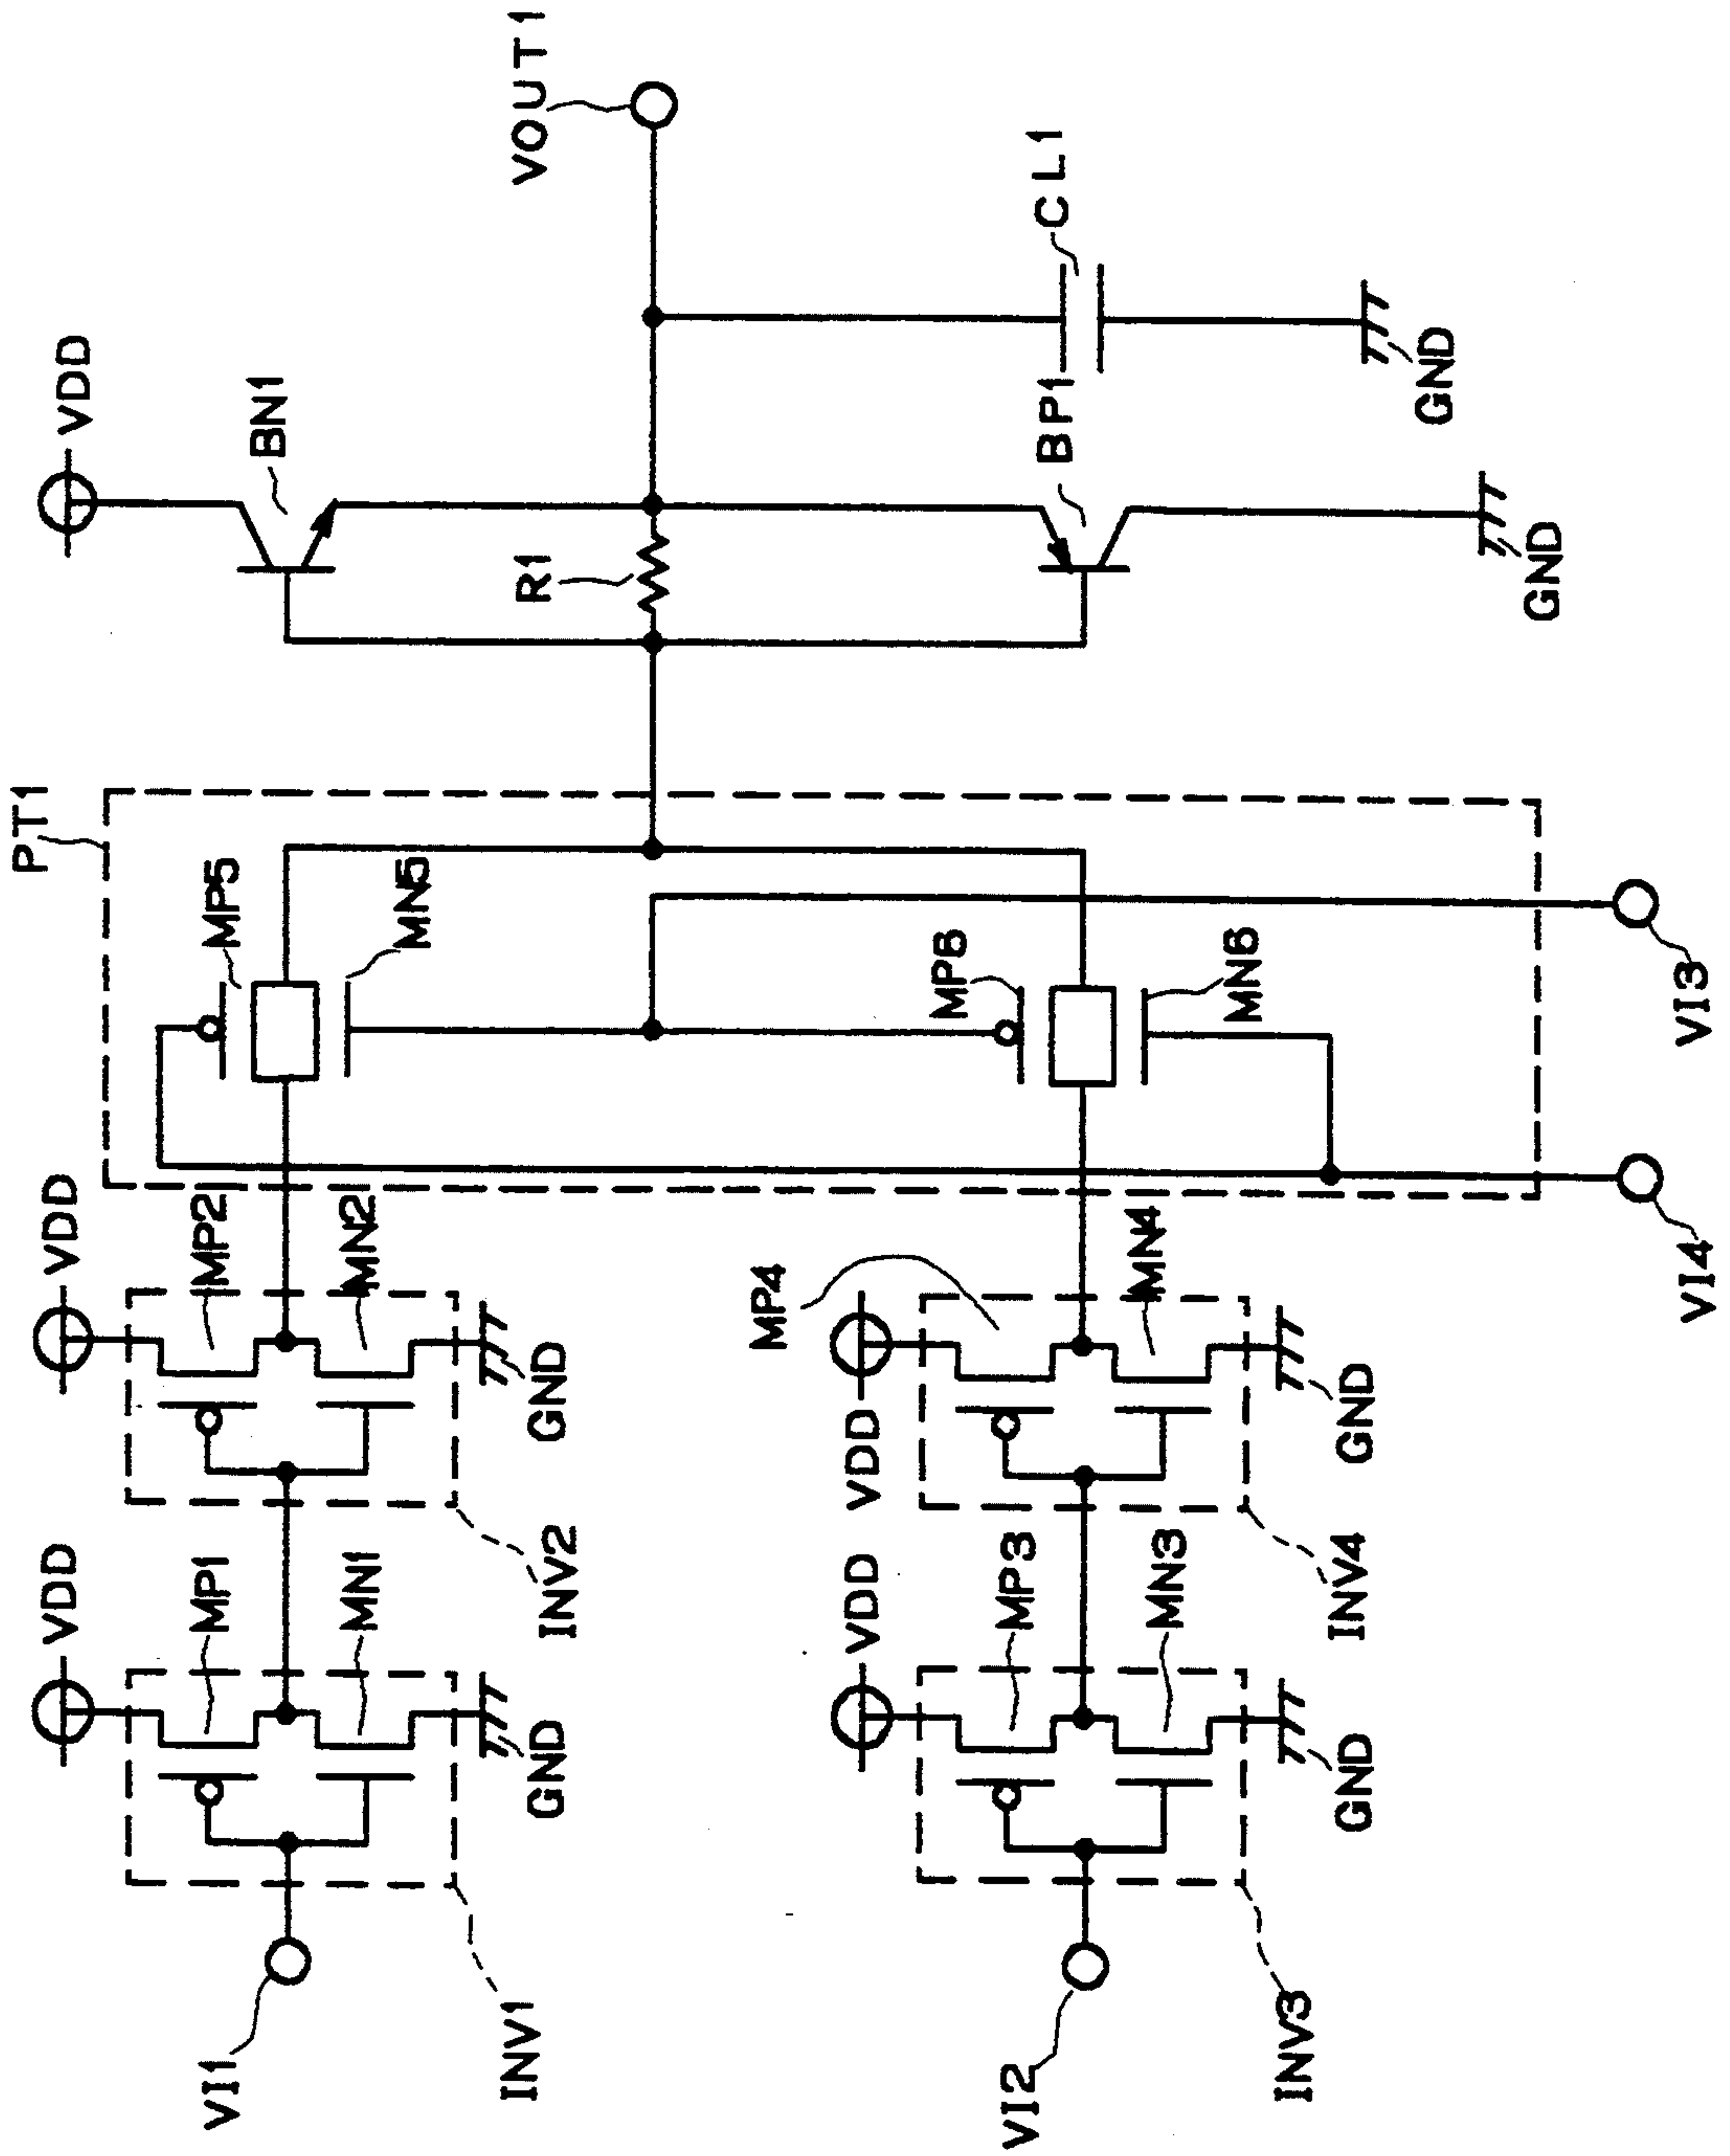 PT1
VDD
VDD
VDD
BN1
VOUT1
MP1
MP2
MP5
MN1
MN2
MN5
R1
VI1
GND
GND
INV1
INV2
VDD
VDD
MP4
MP6
BP1
CL1
MP3
MN3
MN4
MN6
VI2
GND
GND
GND
GND
INV3
INV4
VI4
VI3